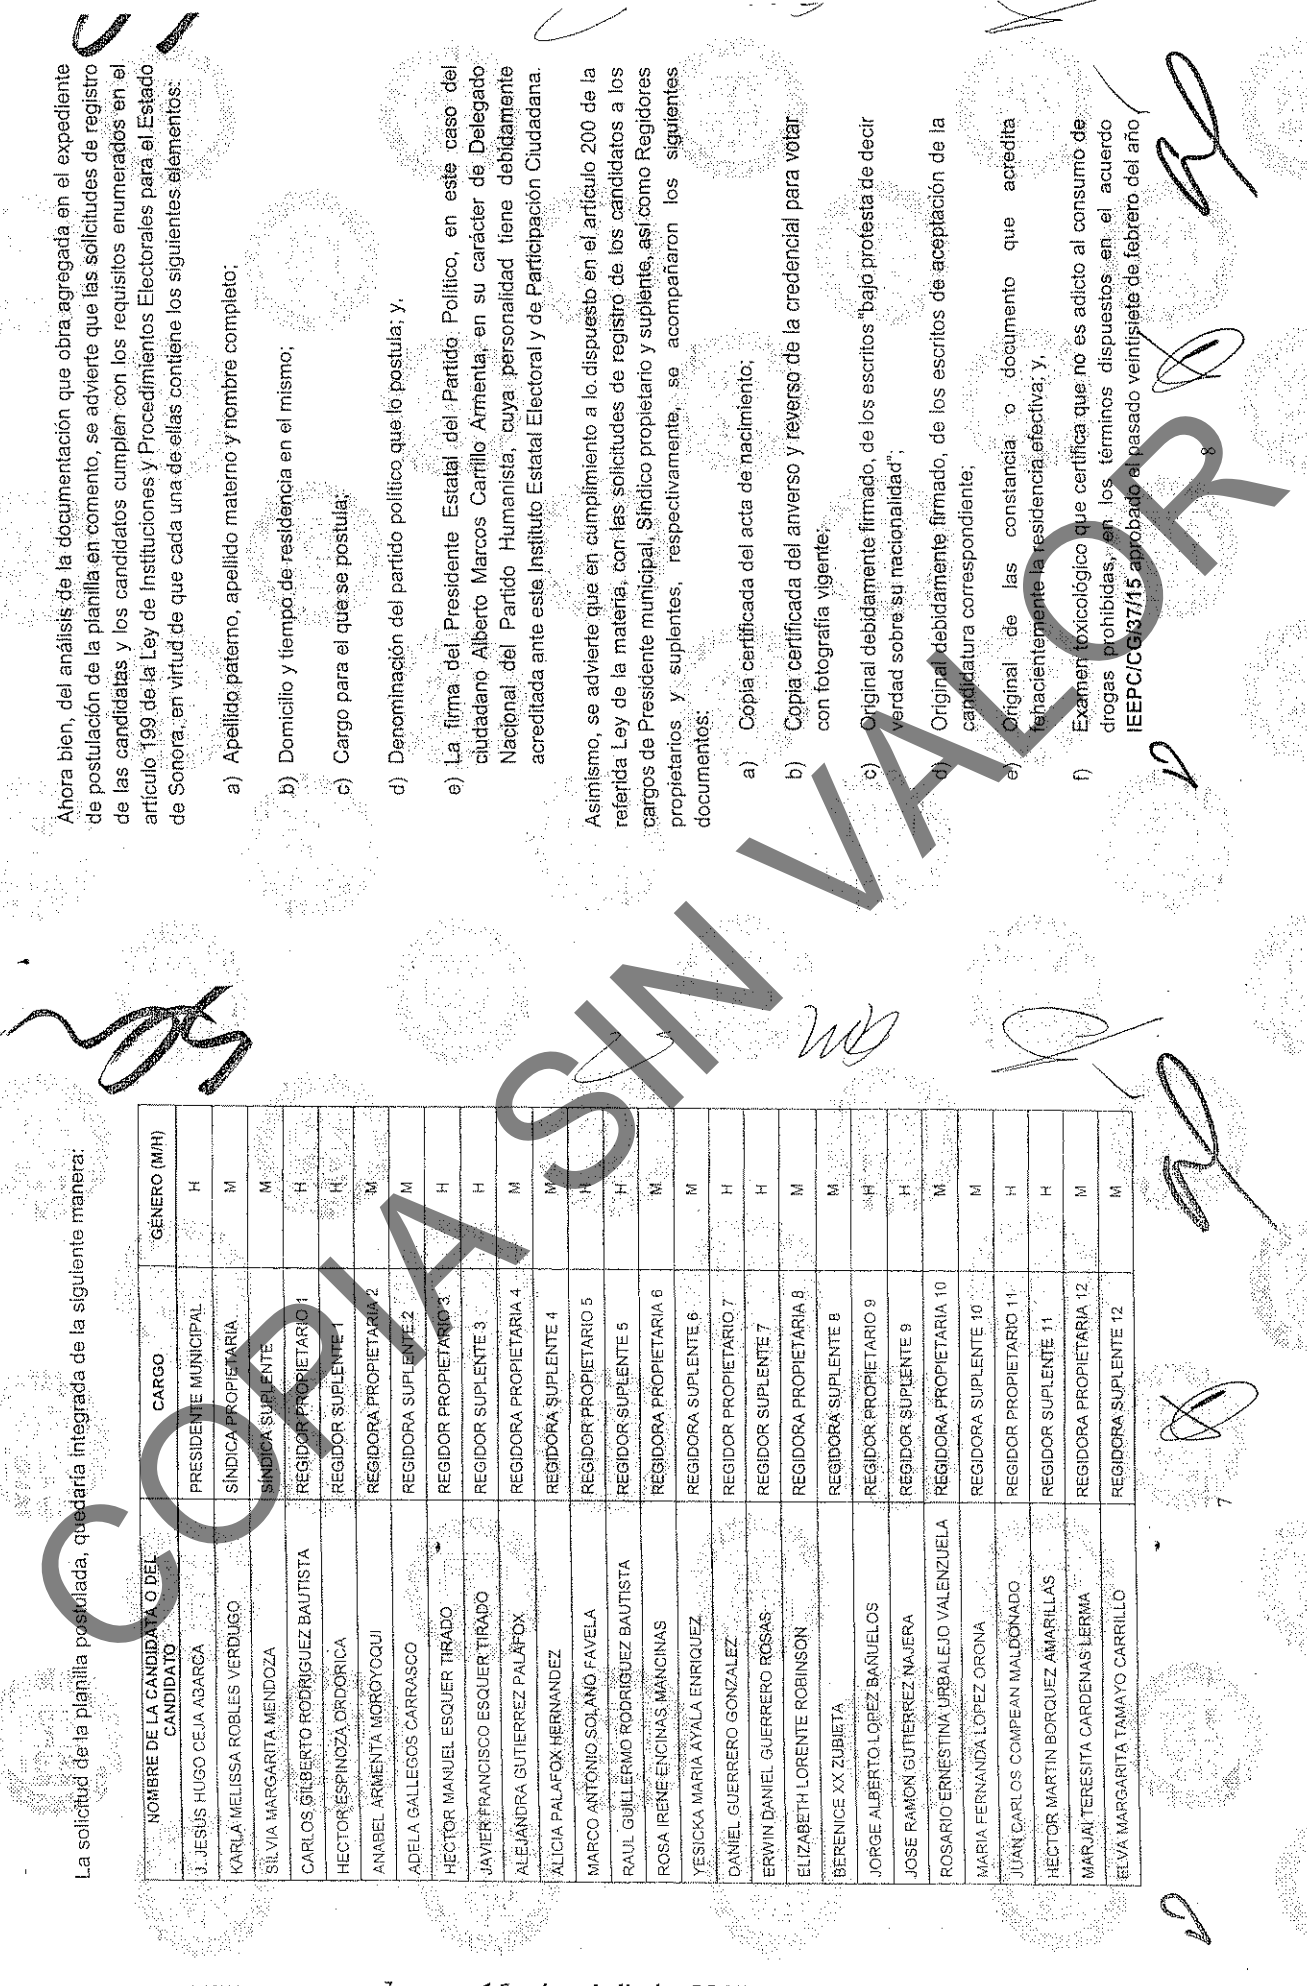 La solicitud de la planilla postulada, quedaría integrada de la siguiente manera:
NOMBRE DE LA CANDIDATA O DEL CANDIDATO CARGO GÉNERO (M/H)
J. JESÚS HUGO CEJA ABARCA PRESIDENTE MUNICIPAL H
KARLA MELISSA ROBLES VERDUGO SÍNDICA PROPIETARIA M
SILVIA MARGARITA MENDOZA SÍNDICA SUPLENTE M
CARLOS GILBERTO RODRIGUEZ BAUTISTA REGIDOR PROPIETARIO 1 H
HECTOR ESPINOZA ORDORICA REGIDOR SUPLENTE 1 H
ANABEL ARMENTA MOROYOQUI REGIDORA PROPIETARIA 2 M
ADELA GALLEGOS CARRASCO REGIDORA SUPLENTE 2 M
HECTOR MANUEL ESQUER TIRADO REGIDOR PROPIETARIO 3 H
JAVIER FRANCISCO ESQUER TIRADO REGIDOR SUPLENTE 3 H
ALEJANDRA GUTIERREZ PALAFOX REGIDORA PROPIETARIA 4 M
ALICIA PALAFOX HERNANDEZ REGIDORA SUPLENTE 4 M
MARCO ANTONIO SOLANO FAVELA REGIDOR PROPIETARIO 5 H
RAUL GUILLERMO RODRIGUEZ BAUTISTA REGIDOR SUPLENTE 5 H
ROSA IRENE ENCINAS MANCINAS REGIDORA PROPIETARIA 6 M
YESICKA MARIA AYALA ENRIQUEZ REGIDORA SUPLENTE 6 M
DANIEL GUERRERO GONZALEZ REGIDOR PROPIETARIO 7 H
ERWIN DANIEL GUERRERO ROSAS REGIDOR SUPLENTE 7 H
ELIZABETH LORENTE ROBINSON REGIDORA PROPIETARIA 8 M
BERENICE XX ZUBIETA REGIDORA SUPLENTE 8 M
JORGE ALBERTO LOPEZ BAÑUELOS REGIDOR PROPIETARIO 9 H
JOSE RAMON GUTIERREZ NAJERA REGIDOR SUPLENTE 9 H
ROSARIO ERNESTINA URBALEJO VALENZUELA REGIDORA PROPIETARIA 10 M
MARIA FERNANDA LOPEZ ORONA REGIDORA SUPLENTE 10 M
JUAN CARLOS COMPEAN MALDONADO REGIDOR PROPIETARIO 11 H
HECTOR MARTIN BORQUEZ AMARILLAS REGIDOR SUPLENTE 11 H
MARJAI TERESITA CARDENAS LERMA REGIDORA PROPIETARIA 12 M
ELVA MARGARITA TAMAYO CARRILLO REGIDORA SUPLENTE 12 M
7
Ahora bien, del análisis de la documentación que obra agregada en el expediente
de postulación de la planilla en comento, se advierte que las solicitudes de registro
de las candidatas y los candidatos cumplen con los requisitos enumerados en el
artículo 199 de la Ley de Instituciones y Procedimientos Electorales para el Estado
de Sonora, en virtud de que cada una de ellas contiene los siguientes elementos:
a) Apellido paterno, apellido materno y nombre completo;
b) Domicilio y tiempo de residencia en el mismo;
c) Cargo para el que se postula;
d) Denominación del partido político que lo postula; y,
e) La firma del Presidente Estatal del Partido Político, en este caso del
ciudadano Alberto Marcos Carrillo Armenta, en su carácter de Delegado
Nacional del Partido Humanista, cuya personalidad tiene debidamente
acreditada ante este Instituto Estatal Electoral y de Participación Ciudadana.
Asimismo, se advierte que en cumplimiento a lo dispuesto en el artículo 200 de la
referida Ley de la materia, con las solicitudes de registro de los candidatos a los
cargos de Presidente municipal, Síndico propietario y suplente, así como Regidores
propietarios y suplentes, respectivamente, se acompañaron los siguientes
documentos:
a) Copia certificada del acta de nacimiento;
b) Copia certificada del anverso y reverso de la credencial para votar
con fotografía vigente;
c) Original debidamente firmado, de los escritos "bajo protesta de decir
verdad sobre su nacionalidad";
d) Original debidamente firmado, de los escritos de aceptación de la
candidatura correspondiente;
e) Original de las constancia o documento que acredita
fehacientemente la residencia efectiva; y,
f) Examen toxicológico que certifica que no es adicto al consumo de
drogas prohibidas, en los términos dispuestos en el acuerdo
IEEPC/CG/37/15 aprobado el pasado veintisiete de febrero del año
8
COPIA SIN VALOR